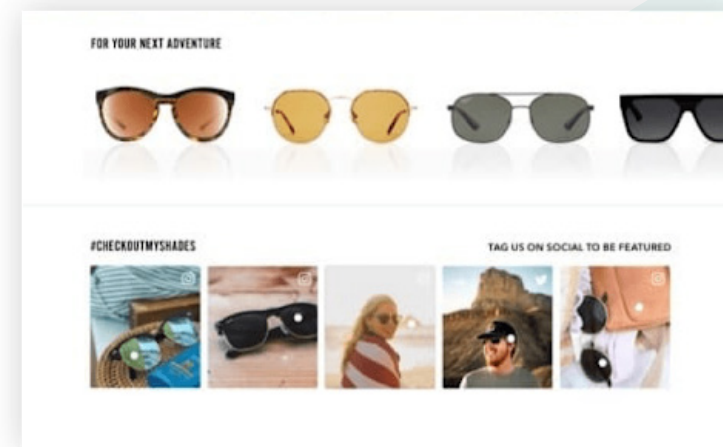 FOR YOUR NEXT ADVENTURE
#CHECKOUTMYSHADES
TAG US ON SOCIAL TO BE FEATURED